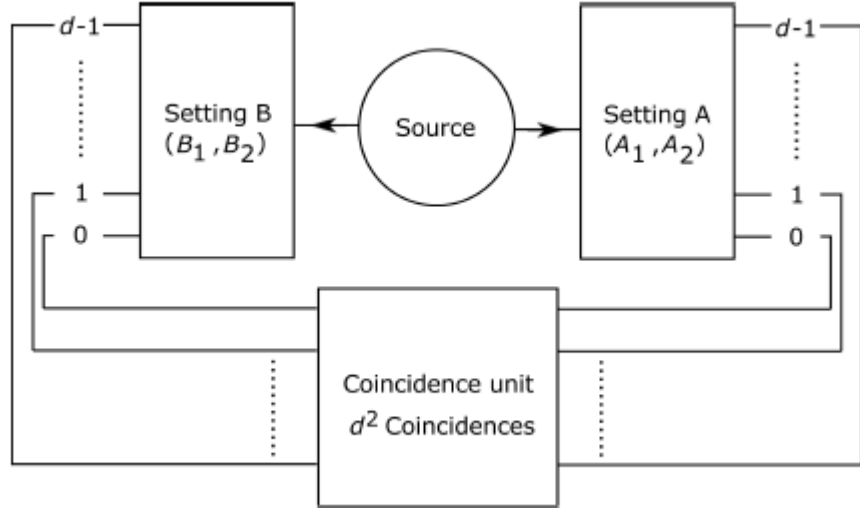 d-1
Setting B
(B1,B2)
1
0
Source
Setting A
(A1,A2)
d-1
1
0
Coincidence unit
d² Coincidences